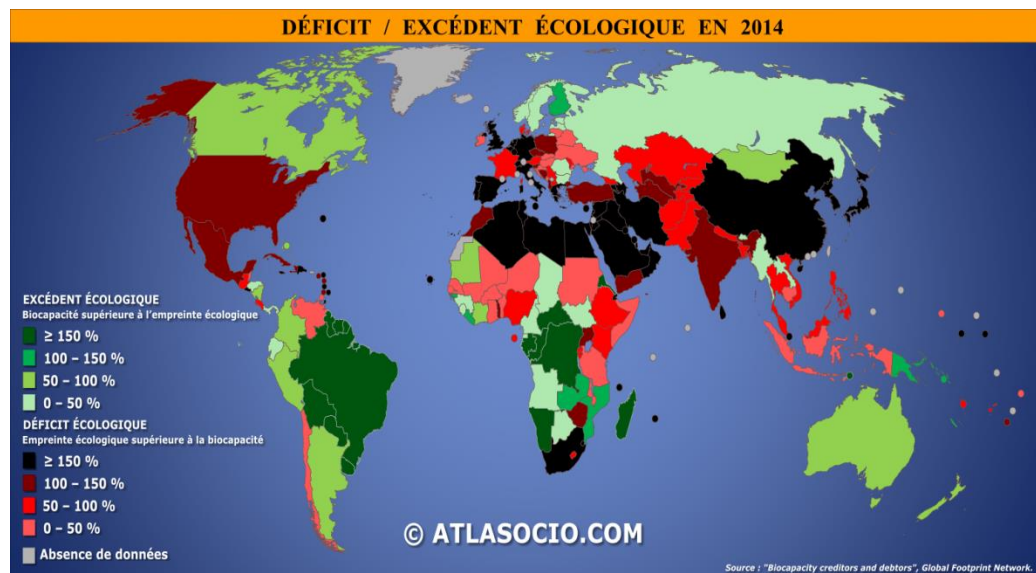 DÉFICIT / EXCÉDENT ÉCOLOGIQUE EN 2014
EXCÉDENT ÉCOLOGIQUE
Biocapacité supérieure à l'empreinte écologique
≥ 150 %
100 – 150 %
50 – 100 %
0 – 50 %
DÉFICIT ÉCOLOGIQUE
Empreinte écologique supérieure à la biocapacité
≥ 150 %
100 – 150 %
50 – 100 %
0 – 50 %
Absence de données
© ATLASOCIO.COM
Source : "Biocapacity creditors and debtors", Global Footprint Network.